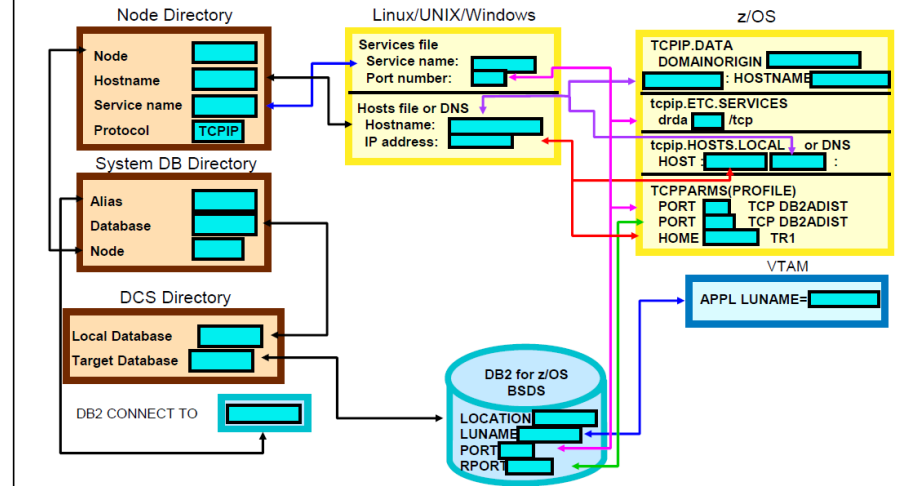 Node Directory
Node
Hostname
Service name
Protocol TCPIP
System DB Directory
Alias
Database
Node
DCS Directory
Local Database
Target Database
DB2 CONNECT TO
Linux/UNIX/Windows
Services file
Service name:
Port number:
Hosts file or DNS
Hostname:
IP address:
z/OS
TCPIP.DATA
DOMAINORIGIN
: HOSTNAME
tcpip.ETC.SERVICES
drda /tcp
tcpip.HOSTS.LOCAL or DNS
HOST : :
TCPPARMS(PROFILE)
PORT TCP DB2ADIST
PORT TCP DB2ADIST
HOME TR1
VTAM
APPL LUNAME=
DB2 for z/OS
BSDS
LOCATION
LUNAME
PORT
RPORT